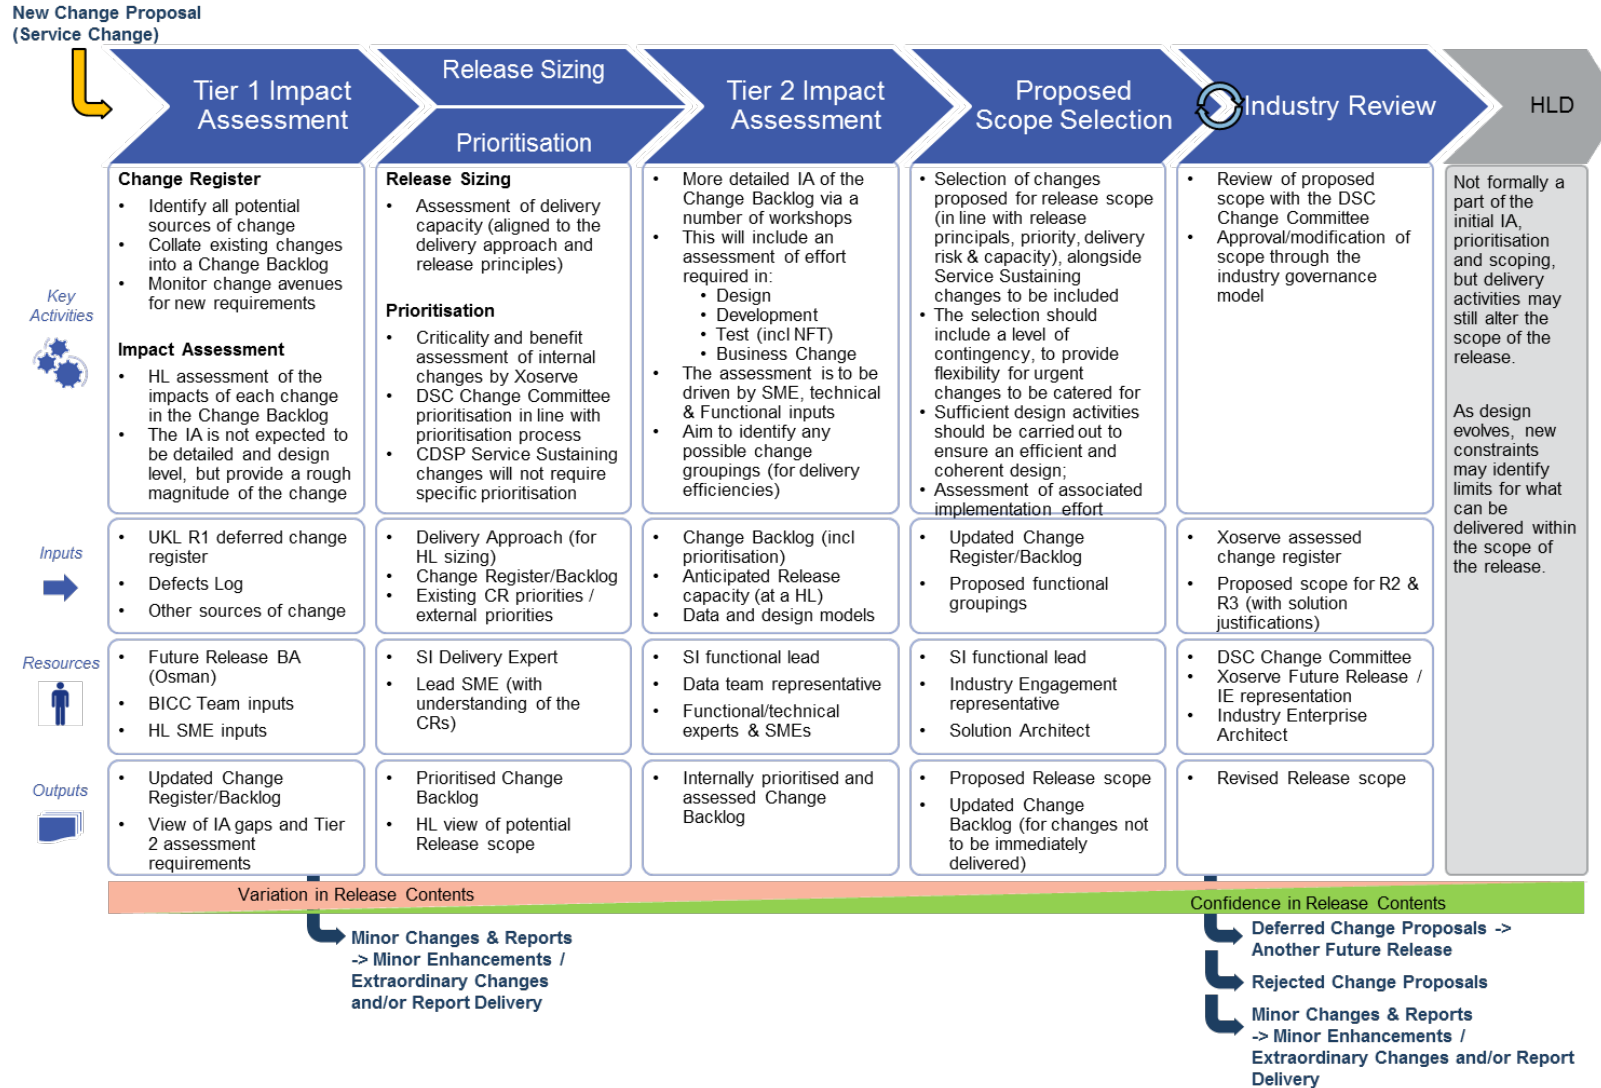 New Change Proposal
(Service Change)
Tier 1 Impact
Assessment
Release Sizing
Prioritisation
Tier 2 Impact
Assessment
Proposed
Scope Selection
Industry Review
HLD
Key
Activities
Change Register
• Identify all potential
sources of change
• Collate existing changes
into a Change Backlog
• Monitor change avenues
for new requirements
Impact Assessment
• HL assessment of the
impacts of each change
in the Change Backlog
• The IA is not expected to
be detailed and design
level, but provide a rough
magnitude of the change
Release Sizing
• Assessment of delivery
capacity (aligned to the
delivery approach and
release principles)
Prioritisation
• Criticality and benefit
assessment of internal
changes by Xoserve
• DSC Change Committee
prioritisation in line with
prioritisation process
• CDSP Service Sustaining
changes will not require
specific prioritisation
• More detailed IA of the
Change Backlog via a
number of workshops
• This will include an
assessment of effort
required in:
• Design
• Development
• Test (incl NFT)
• Business Change
• The assessment is to be
driven by SME, technical
& Functional inputs
• Aim to identify any
possible change
groupings (for delivery
efficiencies)
• Selection of changes
proposed for release scope
(in line with release
principals, priority, delivery
risk & capacity), alongside
Service Sustaining
changes to be included
• The selection should
include a level of
contingency, to provide
flexibility for urgent
changes to be catered for
• Sufficient design activities
should be carried out to
ensure an efficient and
coherent design;
• Assessment of associated
implementation effort
• Review of proposed
scope with the DSC
Change Committee
• Approval/modification of
scope through the
industry governance
model
Not formally a
part of the
initial IA,
prioritisation
and scoping,
but delivery
activities may
still alter the
scope of the
release.
As design
evolves, new
constraints
may identify
limits for what
can be
delivered within
the scope of
the release.
Inputs
• UKL R1 deferred change
register
• Defects Log
• Other sources of change
• Delivery Approach (for
HL sizing)
• Change Register/Backlog
• Existing CR priorities /
external priorities
• Change Backlog (incl
prioritisation)
• Anticipated Release
capacity (at a HL)
• Data and design models
• Updated Change
Register/Backlog
• Proposed functional
groupings
• Xoserve assessed
change register
• Proposed scope for R2 &
R3 (with solution
justifications)
Resources
• Future Release BA
(Osman)
• BICC Team inputs
• HL SME inputs
• SI Delivery Expert
• Lead SME (with
understanding of the
CRs)
• SI functional lead
• Data team representative
• Functional/technical
experts & SMEs
• SI functional lead
• Industry Engagement
representative
• Solution Architect
• DSC Change Committee
• Xoserve Future Release /
IE representation
• Industry Enterprise
Architect
Outputs
• Updated Change
Register/Backlog
• View of IA gaps and Tier
2 assessment
requirements
• Prioritised Change
Backlog
• HL view of potential
Release scope
• Internally prioritised and
assessed Change
Backlog
• Proposed Release scope
• Updated Change
Backlog (for changes not
to be immediately
delivered)
• Revised Release scope
Variation in Release Contents
Confidence in Release Contents
Minor Changes & Reports
-> Minor Enhancements /
Extraordinary Changes
and/or Report Delivery
Deferred Change Proposals ->
Another Future Release
Rejected Change Proposals
Minor Changes & Reports
-> Minor Enhancements /
Extraordinary Changes and/or Report
Delivery